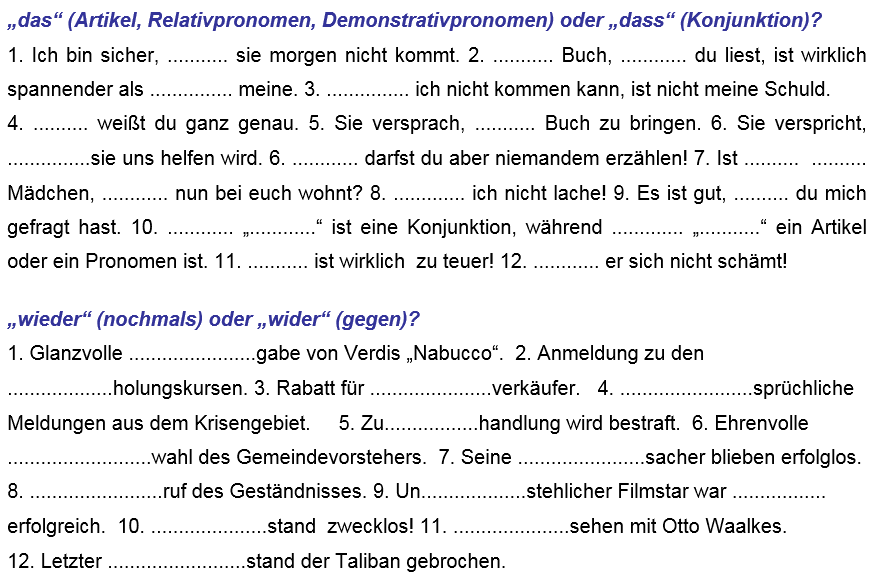 „das“ (Artikel, Relativpronomen, Demonstrativpronomen) oder „dass“ (Konjunktion)?
1. Ich bin sicher, ........... sie morgen nicht kommt. 2. ........... Buch, ............ du liest, ist wirklich
spannender als ............... meine. 3. ............... ich nicht kommen kann, ist nicht meine Schuld.
4. .......... weißt du ganz genau. 5. Sie versprach, ........... Buch zu bringen. 6. Sie verspricht,
...............sie uns helfen wird. 6. ............ darfst du aber niemandem erzählen! 7. Ist .......... ..........
Mädchen, ............ nun bei euch wohnt? 8. ............. ich nicht lache! 9. Es ist gut, .......... du mich
gefragt hast. 10. ............ „............“ ist eine Konjunktion, während ............. „...........“ ein Artikel
oder ein Pronomen ist. 11. ........... ist wirklich zu teuer! 12. ............ er sich nicht schämt!
„wieder“ (nochmals) oder „wider“ (gegen)?
1. Glanzvolle .......................gabe von Verdis „Nabucco“. 2. Anmeldung zu den
...................holungskursen. 3. Rabatt für ......................verkäufer. 4. ........................sprüchliche
Meldungen aus dem Krisengebiet. 5. Zu.................handlung wird bestraft. 6. Ehrenvolle
..........................wahl des Gemeindevorstehers. 7. Seine .......................sacher blieben erfolglos.
8. ........................ruf des Geständnisses. 9. Un...................stehlicher Filmstar war .................
erfolgreich. 10. .....................stand zwecklos! 11. .....................sehen mit Otto Waalkes.
12. Letzter .........................stand der Taliban gebrochen.